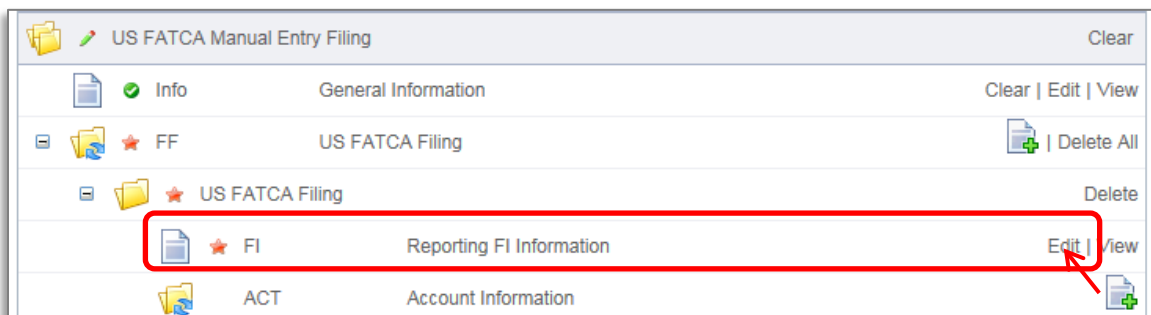 US FATCA Manual Entry Filing Clear
Info General Information Clear | Edit | View
FF US FATCA Filing | Delete All
US FATCA Filing Delete
FI Reporting FI Information Edit | View
ACT Account Information